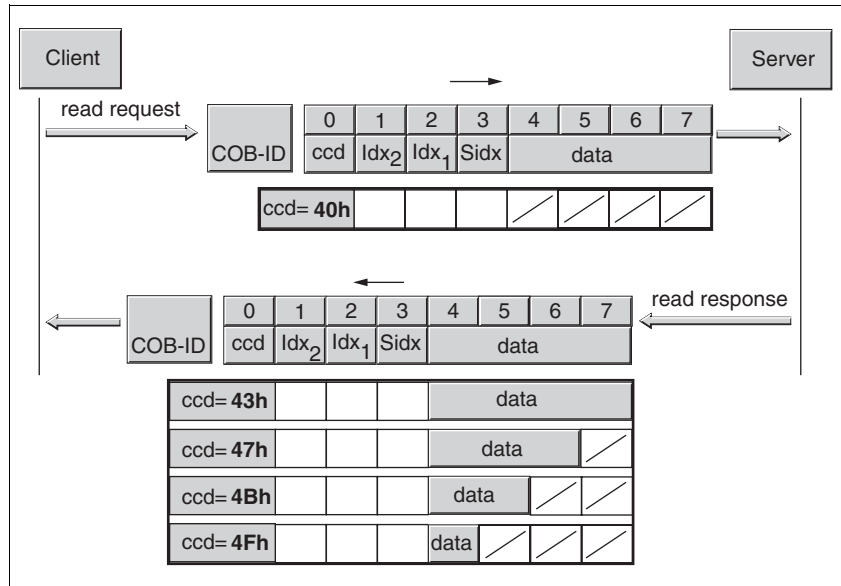 Client
Server
read request
0 1 2 3 4 5 6 7
COB-ID
ccd Idx2 Idx1 Sidx data
ccd= 40h
read response
0 1 2 3 4 5 6 7
COB-ID
ccd Idx2 Idx1 Sidx data
ccd= 43h data
ccd= 47h data
ccd= 4Bh data
ccd= 4Fh data